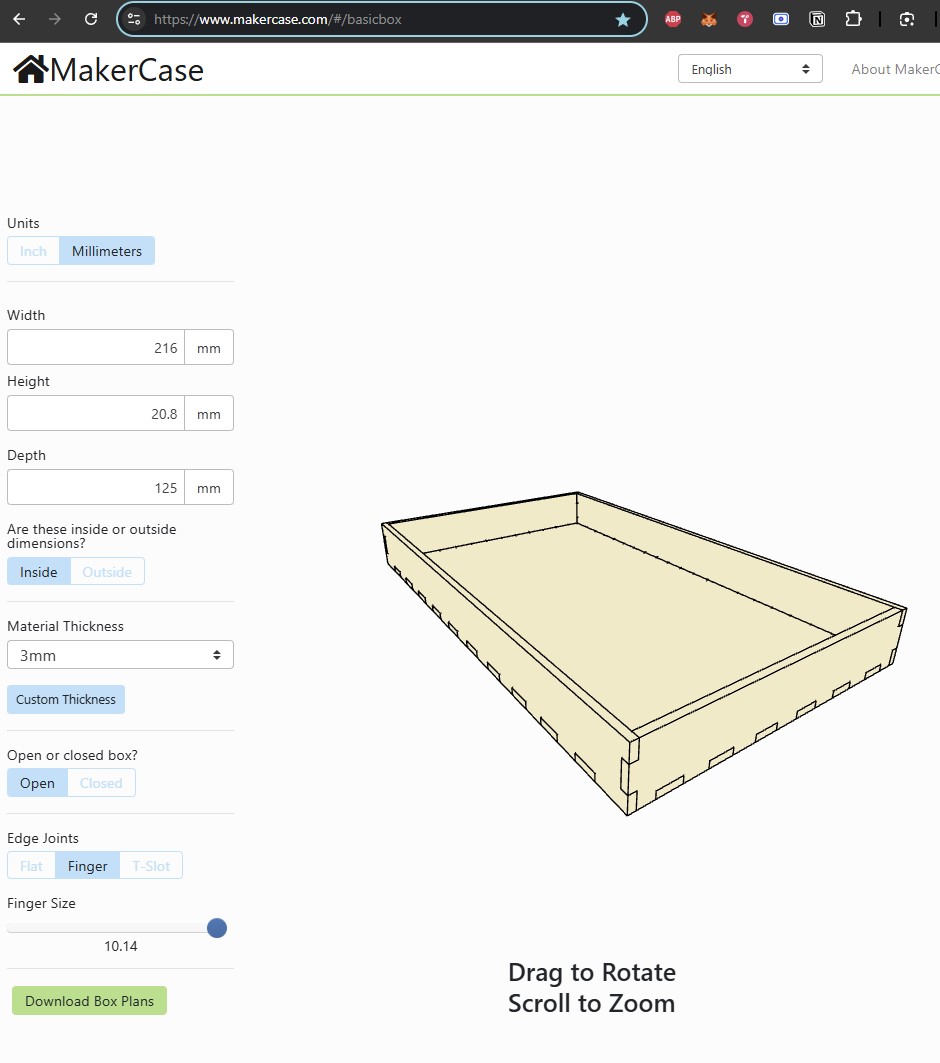 https://www.makercase.com/#/basicbox
ABP
MakerCase
English
About MakerC
Units
Inch
Millimeters
Width
216
mm
Height
20.8
mm
Depth
125
mm
Are these inside or outside
dimensions?
Inside
Outside
Material Thickness
3mm
Custom Thickness
Open or closed box?
Open
Closed
Edge Joints
Flat
Finger
T-Slot
Finger Size
10.14
Download Box Plans
Drag to Rotate
Scroll to Zoom